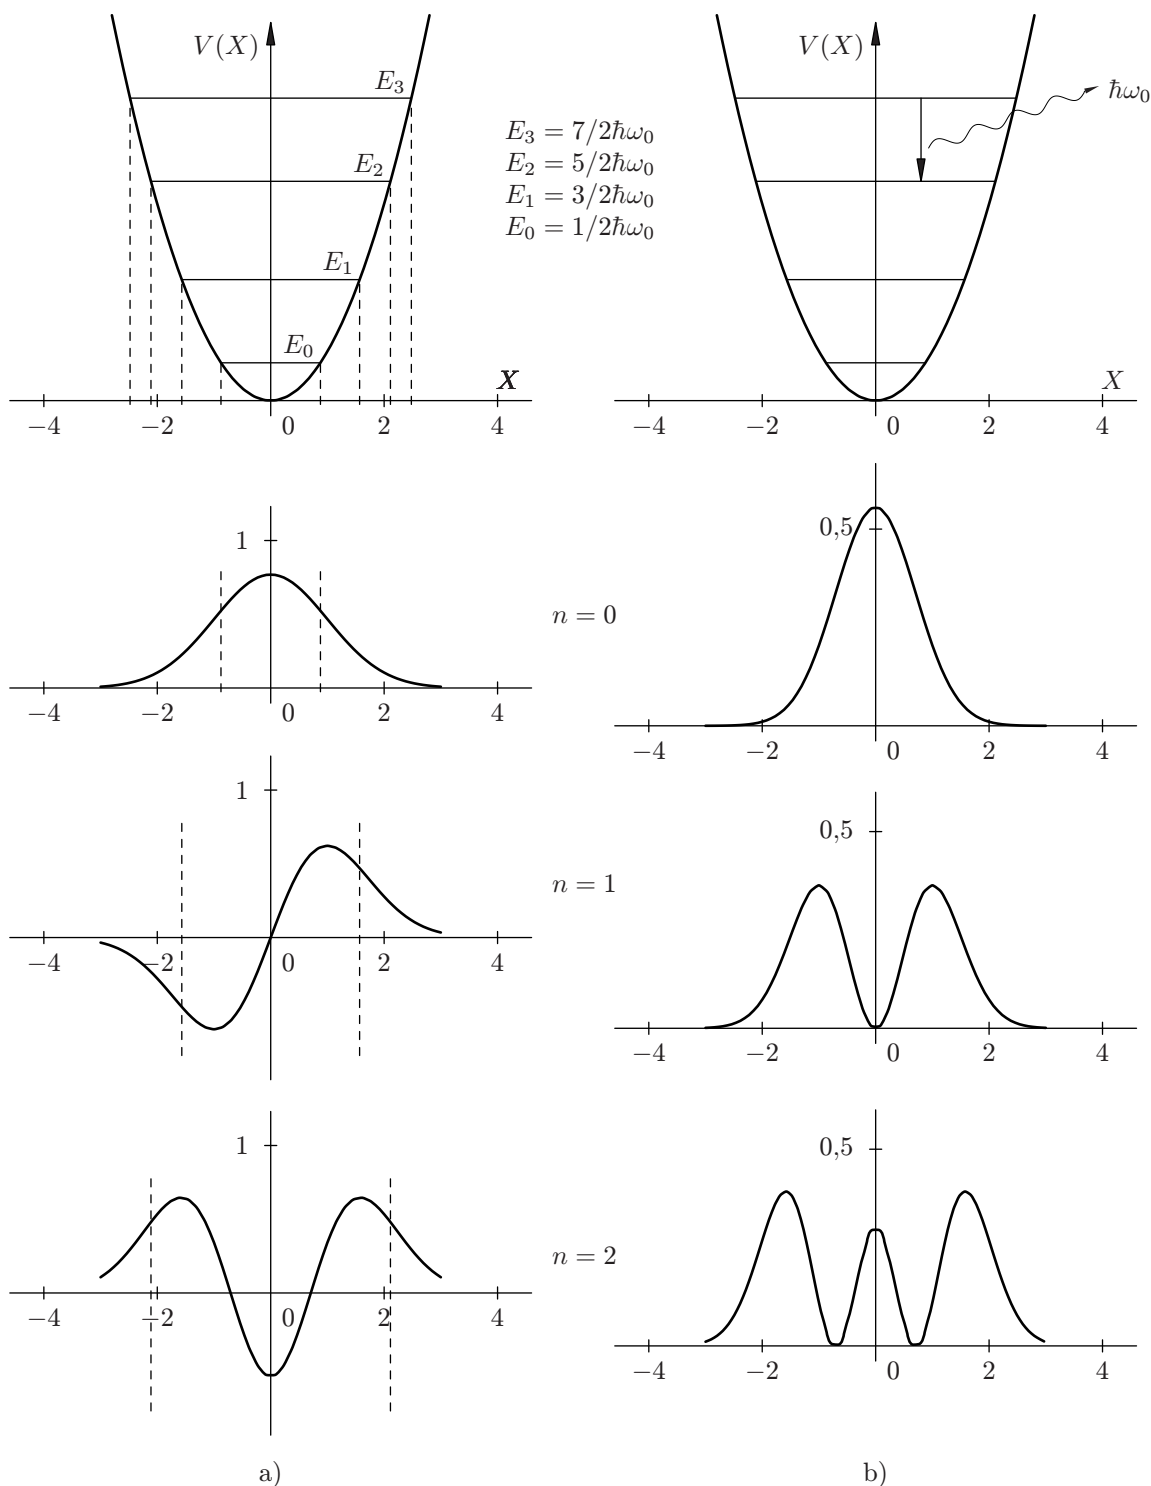 V(X)
E₃
E₂
E₁
E₀
X
−4 −2 0 2 4
E₃ = 7/2ℏω₀
E₂ = 5/2ℏω₀
E₁ = 3/2ℏω₀
E₀ = 1/2ℏω₀
V(X)
ℏω₀
X
−4 −2 0 2 4
1
−4 −2 0 2 4
n = 0
0,5
−4 −2 0 2 4
1
−4 −2 0 2 4
n = 1
0,5
−4 −2 0 2 4
1
−4 −2 0 2 4
n = 2
0,5
−4 −2 0 2 4
a)
b)